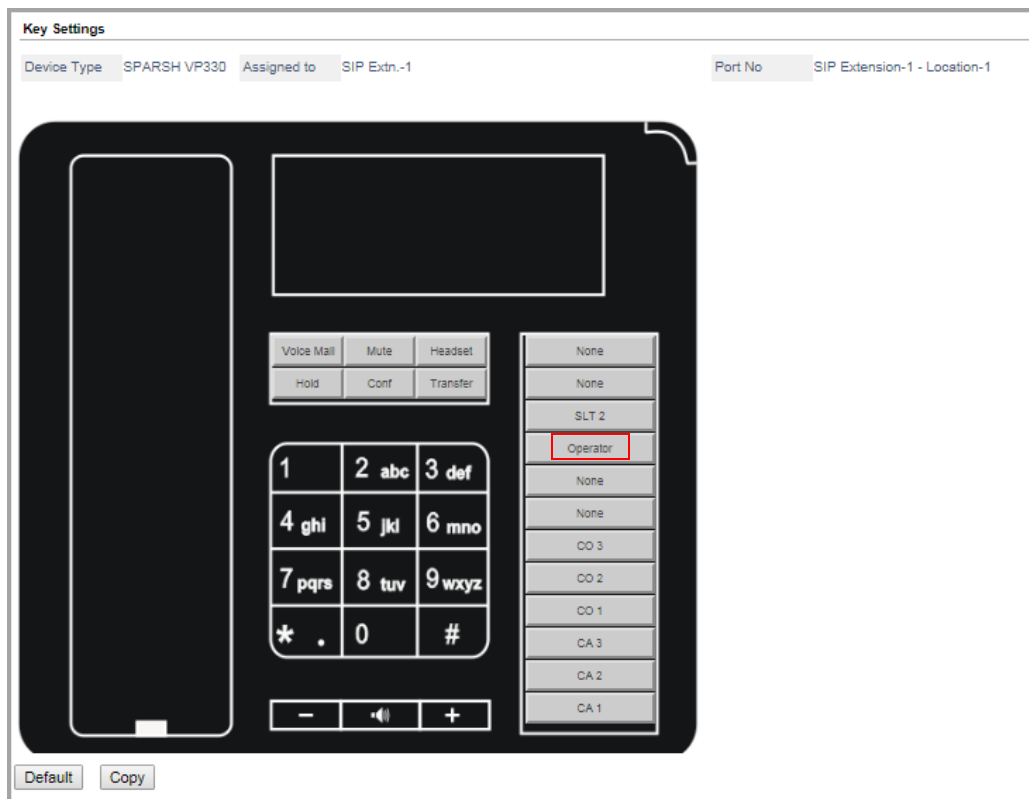 Key Settings
Device Type SPARSH VP330 Assigned to SIP Extn.-1 Port No SIP Extension-1 - Location-1
Voice Mail Mute Headset
Hold Conf Transfer
None
None
SLT 2
Operator
None
None
CO 3
CO 2
CO 1
CA 3
CA 2
CA 1
1 2 abc 3 def
4 ghi 5 jkl 6 mno
7 pqrs 8 tuv 9 wxyz
* . 0 #
- +
Default Copy